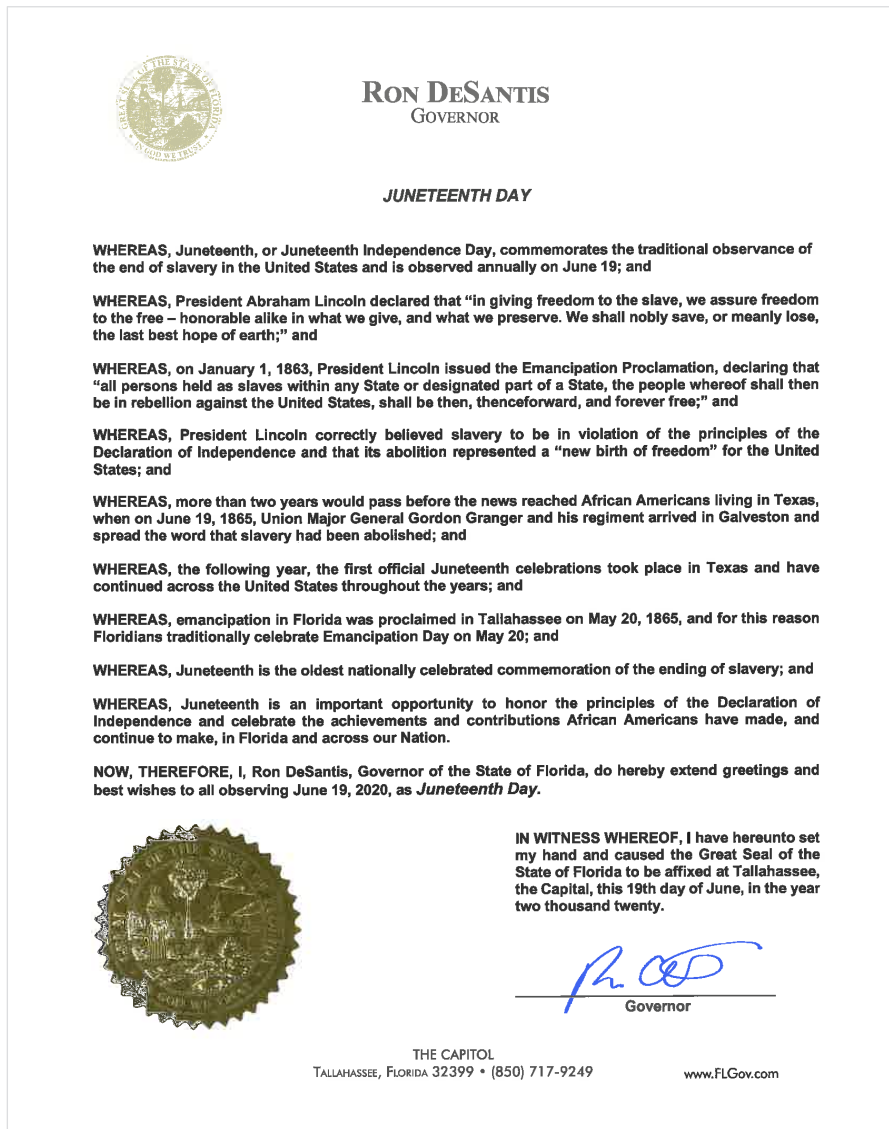 GREAT SEAL OF THE STATE OF FLORIDA
IN GOD WE TRUST
RON DESANTIS
GOVERNOR
JUNETEENTH DAY
WHEREAS, Juneteenth, or Juneteenth Independence Day, commemorates the traditional observance of
the end of slavery in the United States and is observed annually on June 19; and
WHEREAS, President Abraham Lincoln declared that “in giving freedom to the slave, we assure freedom
to the free – honorable alike in what we give, and what we preserve. We shall nobly save, or meanly lose,
the last best hope of earth;” and
WHEREAS, on January 1, 1863, President Lincoln issued the Emancipation Proclamation, declaring that
“all persons held as slaves within any State or designated part of a State, the people whereof shall then
be in rebellion against the United States, shall be then, thenceforward, and forever free;” and
WHEREAS, President Lincoln correctly believed slavery to be in violation of the principles of the
Declaration of Independence and that its abolition represented a “new birth of freedom” for the United
States; and
WHEREAS, more than two years would pass before the news reached African Americans living in Texas,
when on June 19, 1865, Union Major General Gordon Granger and his regiment arrived in Galveston and
spread the word that slavery had been abolished; and
WHEREAS, the following year, the first official Juneteenth celebrations took place in Texas and have
continued across the United States throughout the years; and
WHEREAS, emancipation in Florida was proclaimed in Tallahassee on May 20, 1865, and for this reason
Floridians traditionally celebrate Emancipation Day on May 20; and
WHEREAS, Juneteenth is the oldest nationally celebrated commemoration of the ending of slavery; and
WHEREAS, Juneteenth is an important opportunity to honor the principles of the Declaration of
Independence and celebrate the achievements and contributions African Americans have made, and
continue to make, in Florida and across our Nation.
NOW, THEREFORE, I, Ron DeSantis, Governor of the State of Florida, do hereby extend greetings and
best wishes to all observing June 19, 2020, as Juneteenth Day.
IN WITNESS WHEREOF, I have hereunto set
my hand and caused the Great Seal of the
State of Florida to be affixed at Tallahassee,
the Capital, this 19th day of June, in the year
two thousand twenty.
Governor
THE CAPITOL
TALLAHASSEE, FLORIDA 32399 • (850) 717-9249
www.FLGov.com